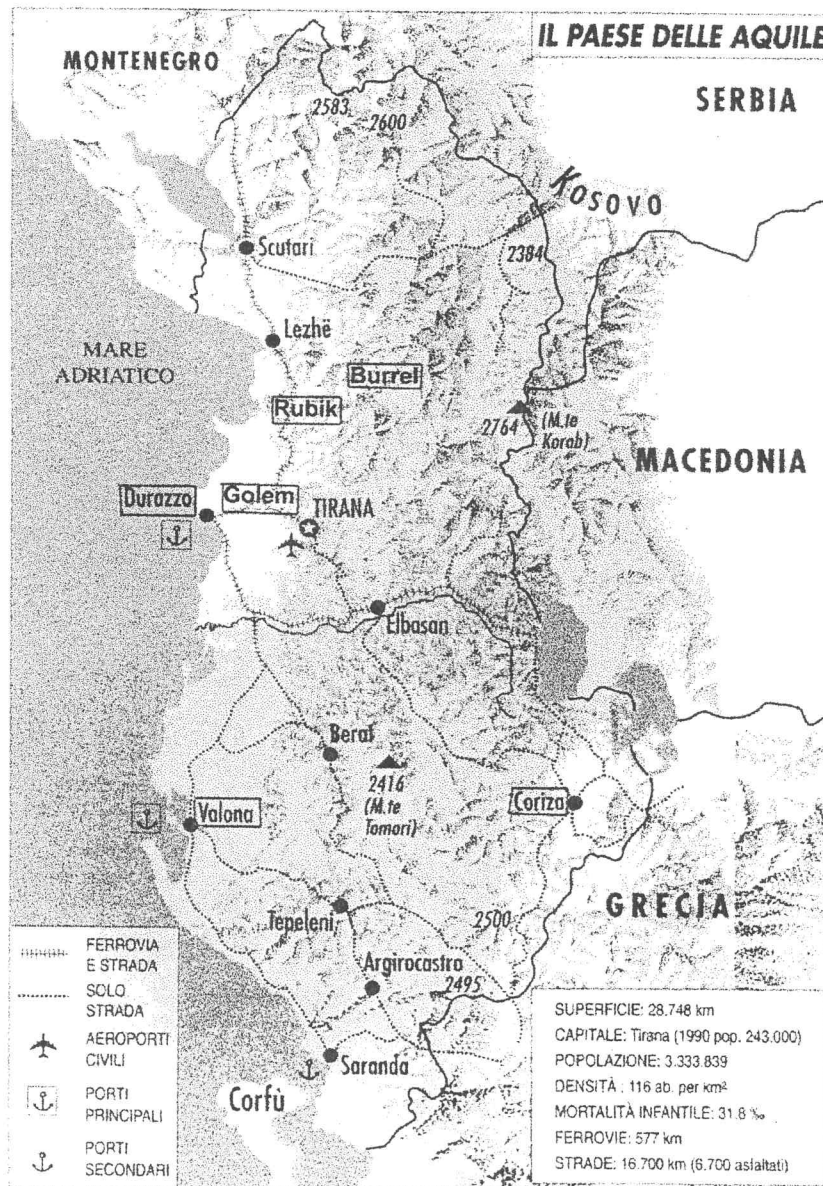 IL PAESE DELLE AQUILE
MONTENEGRO
SERBIA
2583
2600
KOSOVO
Scutari
2384
Lezhë
MARE
ADRIATICO
Burrel
Rubik
2764
(M.te
Korab)
MACEDONIA
Durazzo
Golem
TIRANA
Elbasan
Berat
2416
(M.te
Tomori)
Coriza
Valona
GRECIA
Tepeleni
2500
Argirocastro
2495
Saranda
Corfù
FERROVIA
E STRADA
SOLO
STRADA
AEROPORTI
CIVILI
PORTI
PRINCIPALI
PORTI
SECONDARI
SUPERFICIE: 28.748 km
CAPITALE: Tirana (1990 pop. 243.000)
POPOLAZIONE: 3.333.839
DENSITÀ : 116 ab. per km²
MORTALITÀ INFANTILE: 31.8 ‰
FERROVIE: 577 km
STRADE: 16.700 km (6.700 asfaltati)